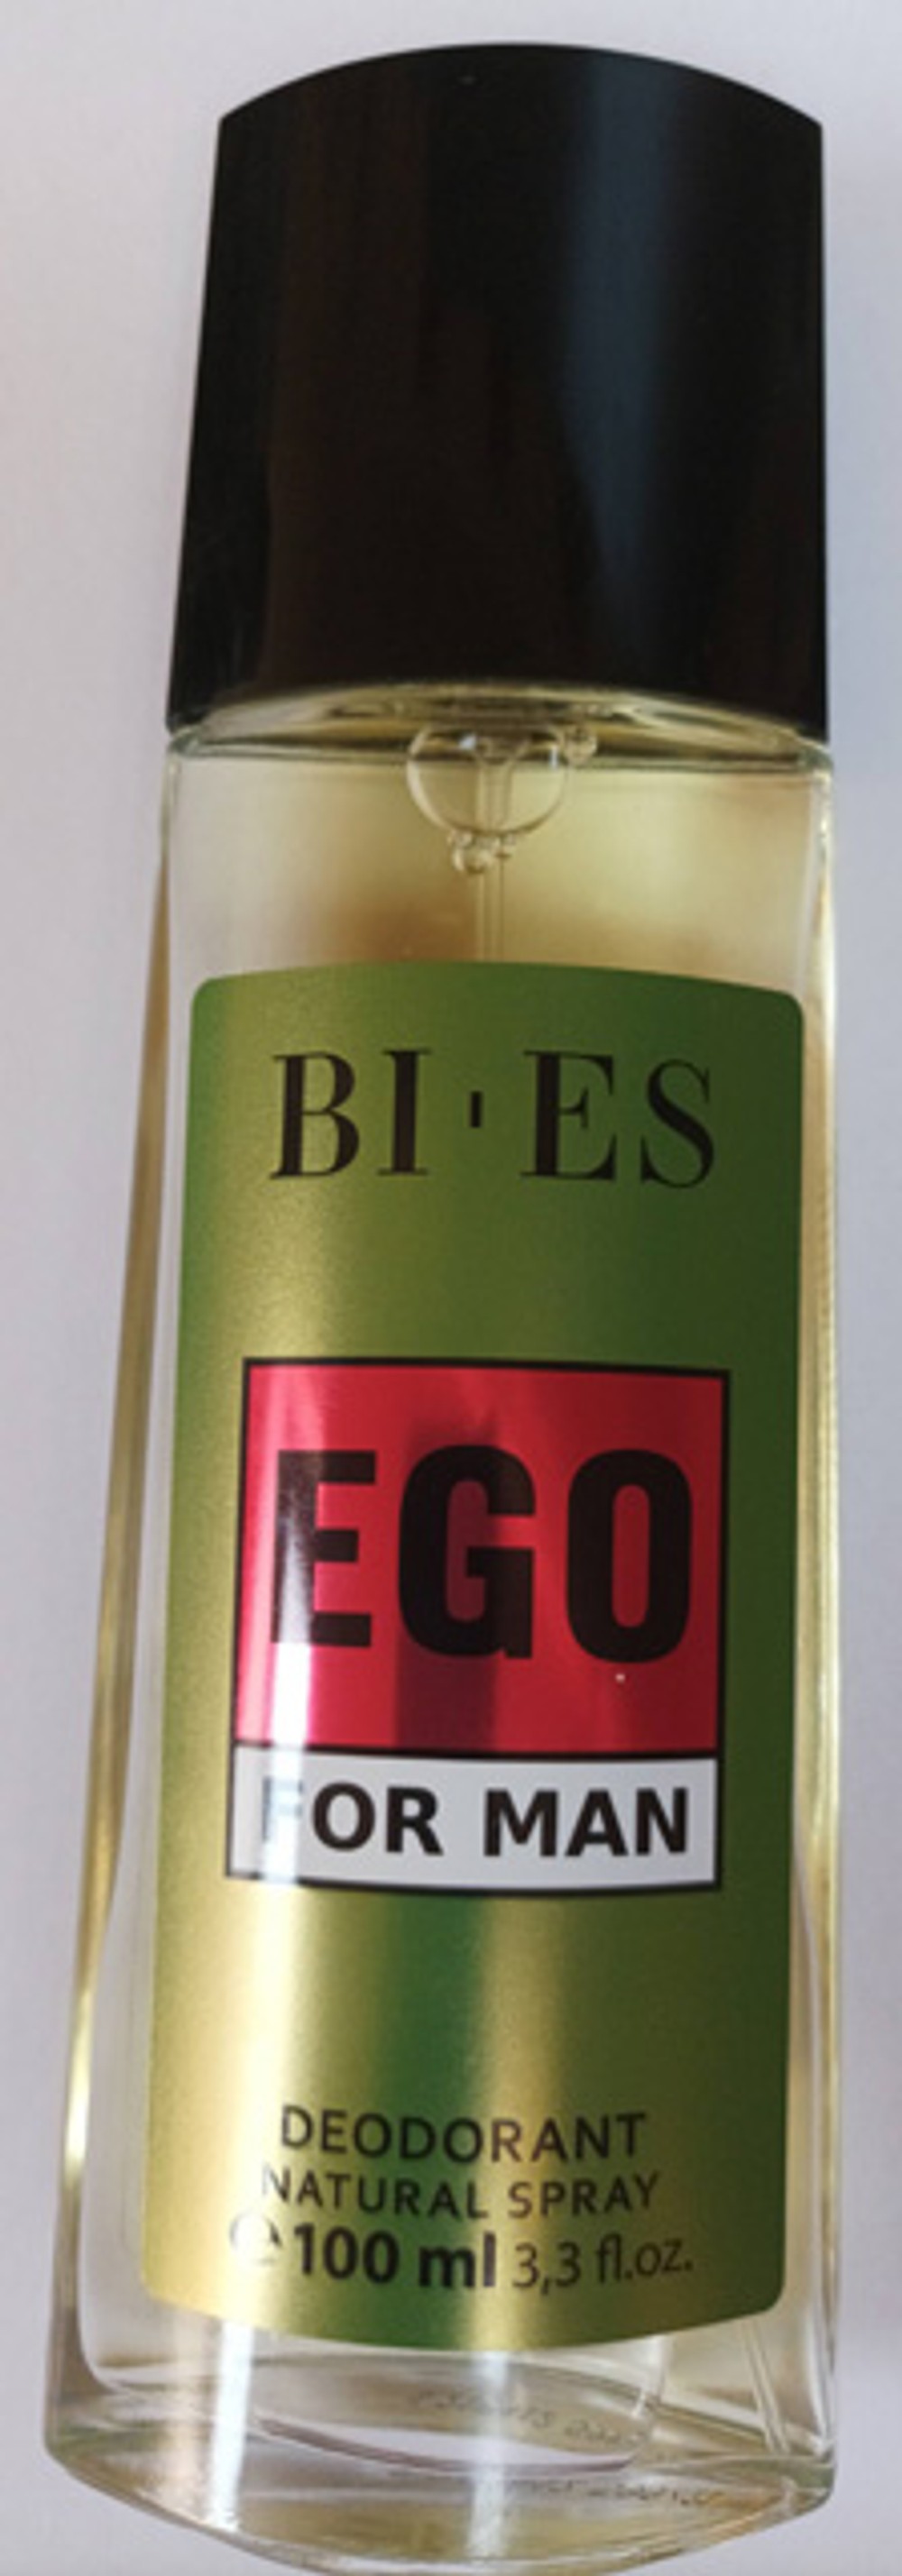 BI·ES
EGO
FOR MAN
DEODORANT
NATURAL SPRAY
℮ 100 ml 3,3 fl.oz.